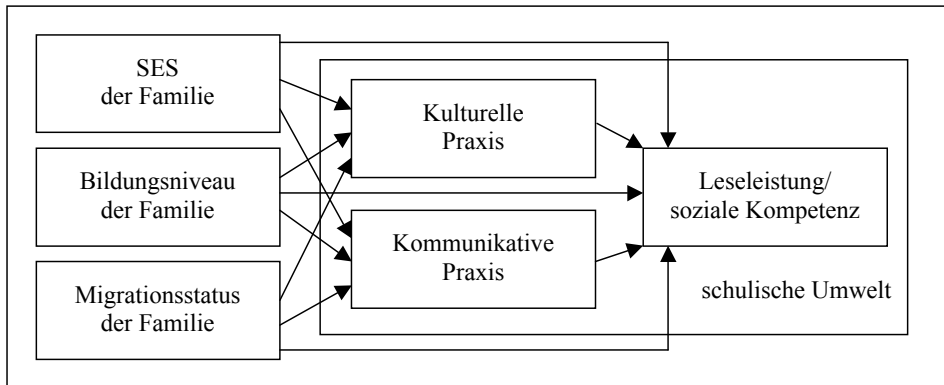 SES
der Familie
Bildungsniveau
der Familie
Migrationsstatus
der Familie
Kulturelle
Praxis
Kommunikative
Praxis
Leseleistung/
soziale Kompetenz
schulische Umwelt